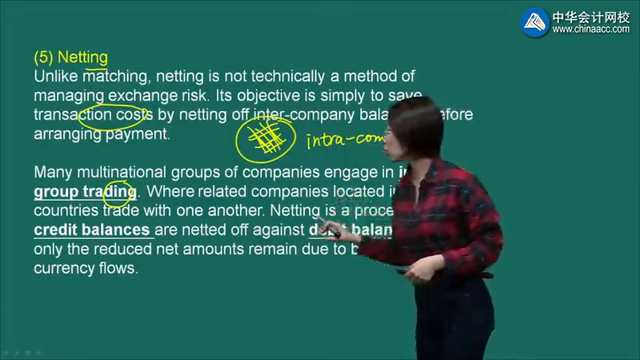 中华会计网校
www.chinaacc.com
(5) Netting
Unlike matching, netting is not technically a method of
managing exchange risk. Its objective is simply to save
transaction costs by netting off inter-company
arranging payment.
intra-com
Many multinational groups of companies engage in
group trading. Where related companies located
countries trade with one another. Netting is a
credit balances are netted off against
only the reduced net amounts remain due to
currency flows.